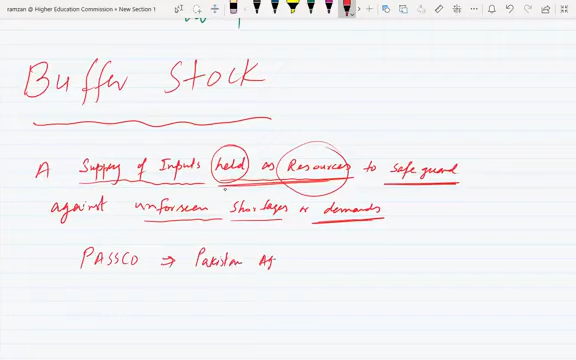 ramzan @ Higher Education Commission » New Section 1
Buffer Stock
A Supply of Inputs held as Resources to safe guard
against unforseen shortages or demands
PASSCO ⇒ Pakistan Ag